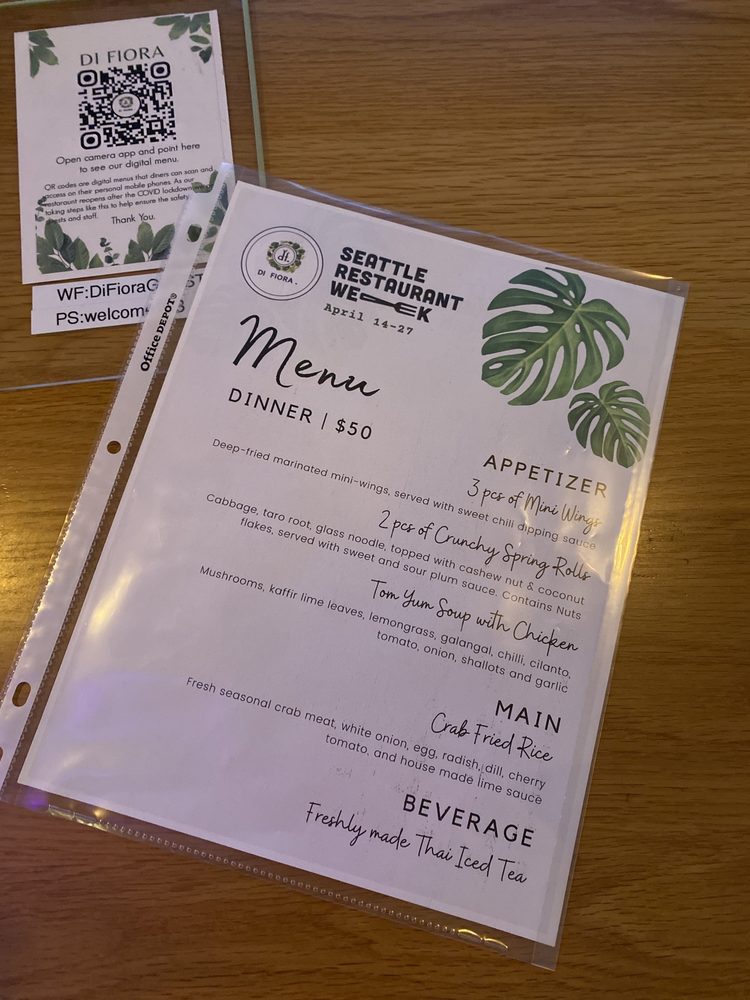 DI FIORA
DI FIORA
Open camera app and point here
to see our digital menu.
QR codes are digital menus that diners can scan and
access on their personal mobile phones. As our
restaraunt reopens after the COVID lockdown
taking steps like this to help ensure the safety
and staff.
Thank You.
PS:welcome
Office DEPOT®
df.
DI FIORA.
SEATTLE
RESTAURANT
WEEK
April 14-27
Menu
DINNER | $50
APPETIZER
3 pcs of Mini Wings
Deep-fried marinated mini-wings, served with sweet chili dipping sauce
2 pcs of Crunchy Spring Rolls
Cabbage, taro root, glass noodle, topped with cashew nut & coconut
flakes, served with sweet and sour plum sauce. Contains Nuts
Tom Yum Soup with Chicken
Mushrooms, kaffir lime leaves, lemongrass, galangal, chilli, cilanto,
tomato, onion, shallots and garlic
MAIN
Crab Fried Rice
Fresh seasonal crab meat, white onion, egg, radish, dill, cherry
tomato, and house made lime sauce
BEVERAGE
Freshly made Thai Iced Tea